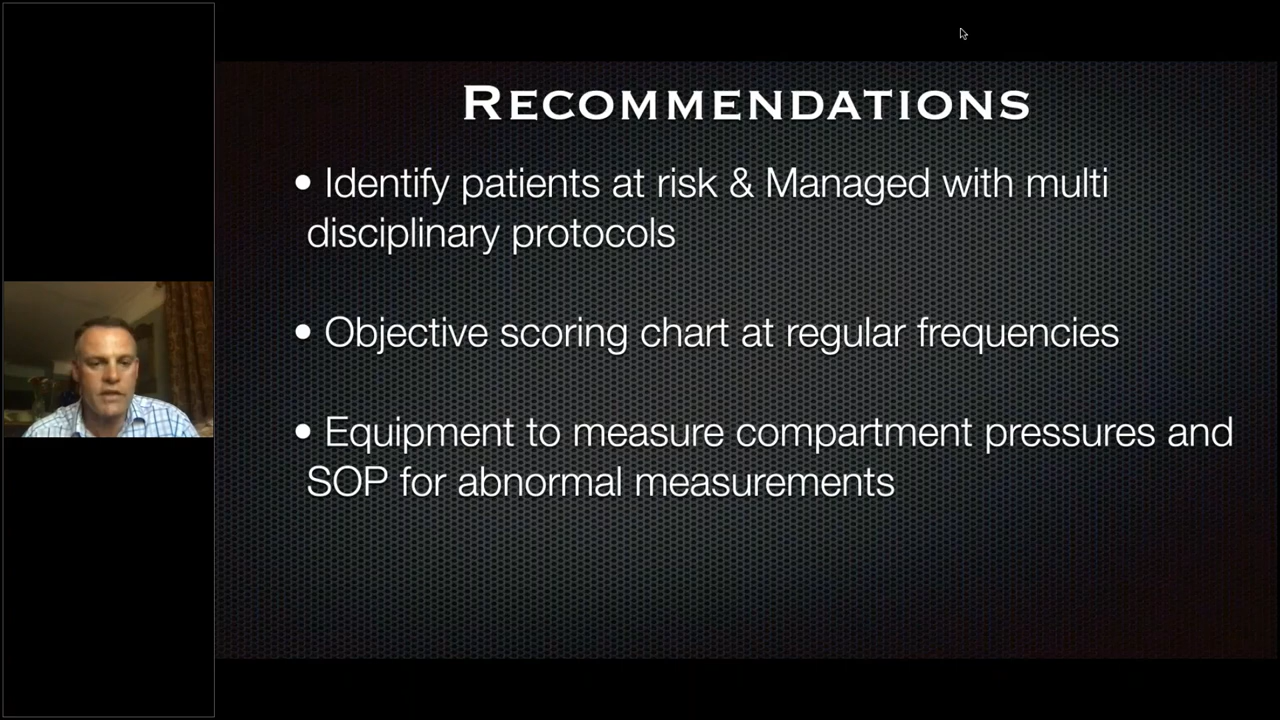 RECOMMENDATIONS
• Identify patients at risk & Managed with multi
disciplinary protocols
• Objective scoring chart at regular frequencies
• Equipment to measure compartment pressures and
SOP for abnormal measurements